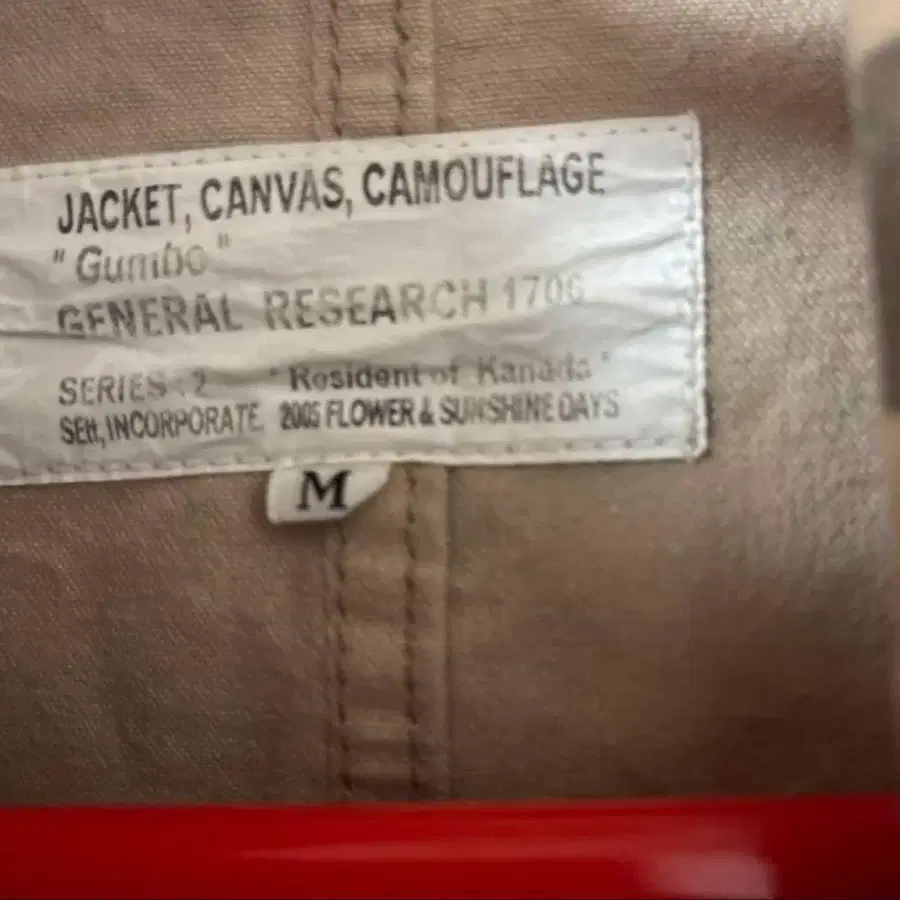 JACKET, CANVAS, CAMOUFLAGE
"Gumbo"
GENERAL RESEARCH 1706
SERIES : 2 "Resident of Kanada"
SEtt, INCORPORATE. 2005 FLOWER & SUNSHINE DAYS
M